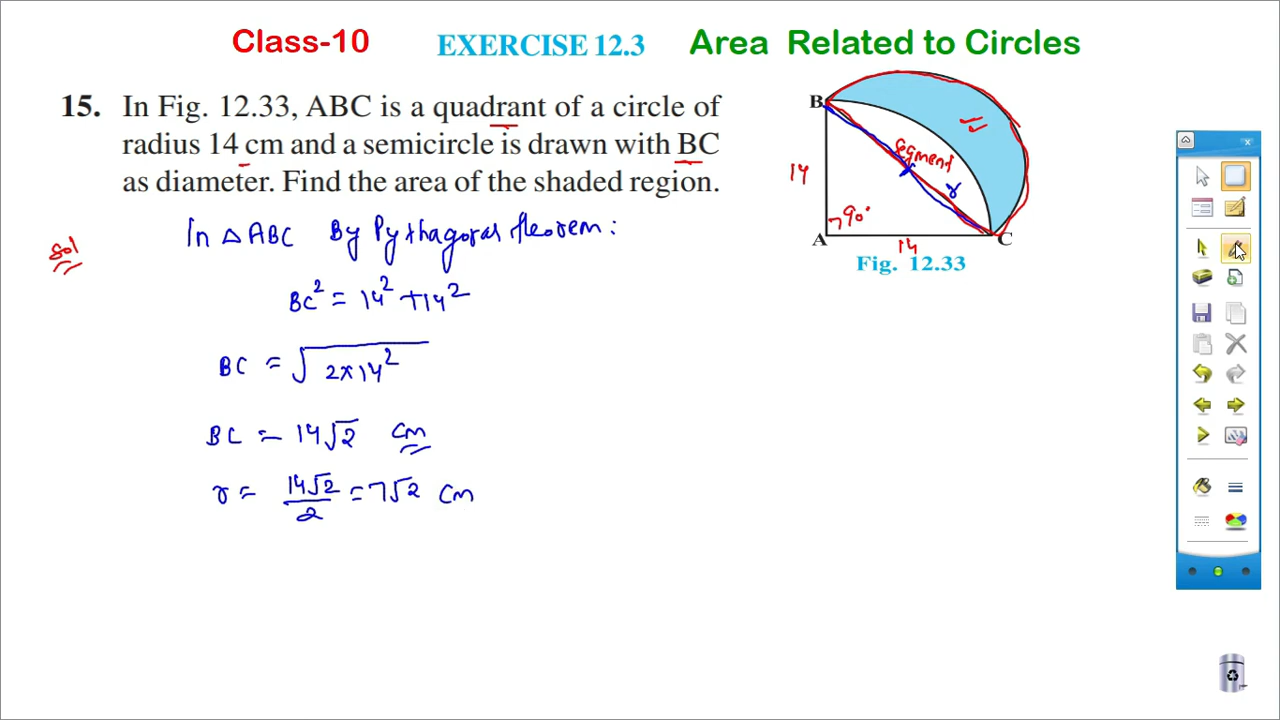 Class-10 EXERCISE 12.3 Area Related to Circles
15. In Fig. 12.33, ABC is a quadrant of a circle of
radius 14 cm and a semicircle is drawn with BC
as diameter. Find the area of the shaded region.
B
segment
r
14
90°
A
14
C
Fig. 12.33
Sol
In △ABC By Pythagoras theorem:
BC² = 14² + 14²
BC = √2×14²
BC = 14√2 cm
r = 14√2/2 = 7√2 cm